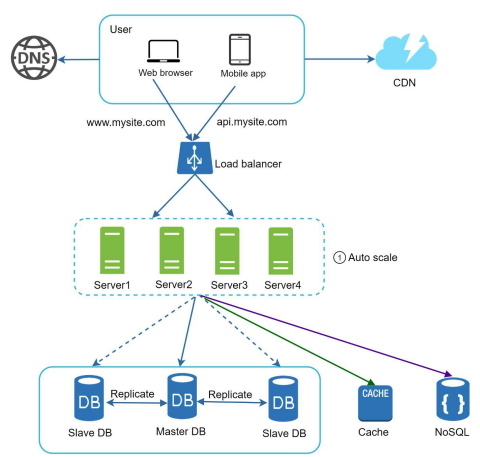 User
DNS
Web browser
Mobile app
CDN
www.mysite.com
api.mysite.com
Load balancer
1 Auto scale
Server1
Server2
Server3
Server4
DB
Replicate
DB
Replicate
DB
CACHE
{ }
Slave DB
Master DB
Slave DB
Cache
NoSQL